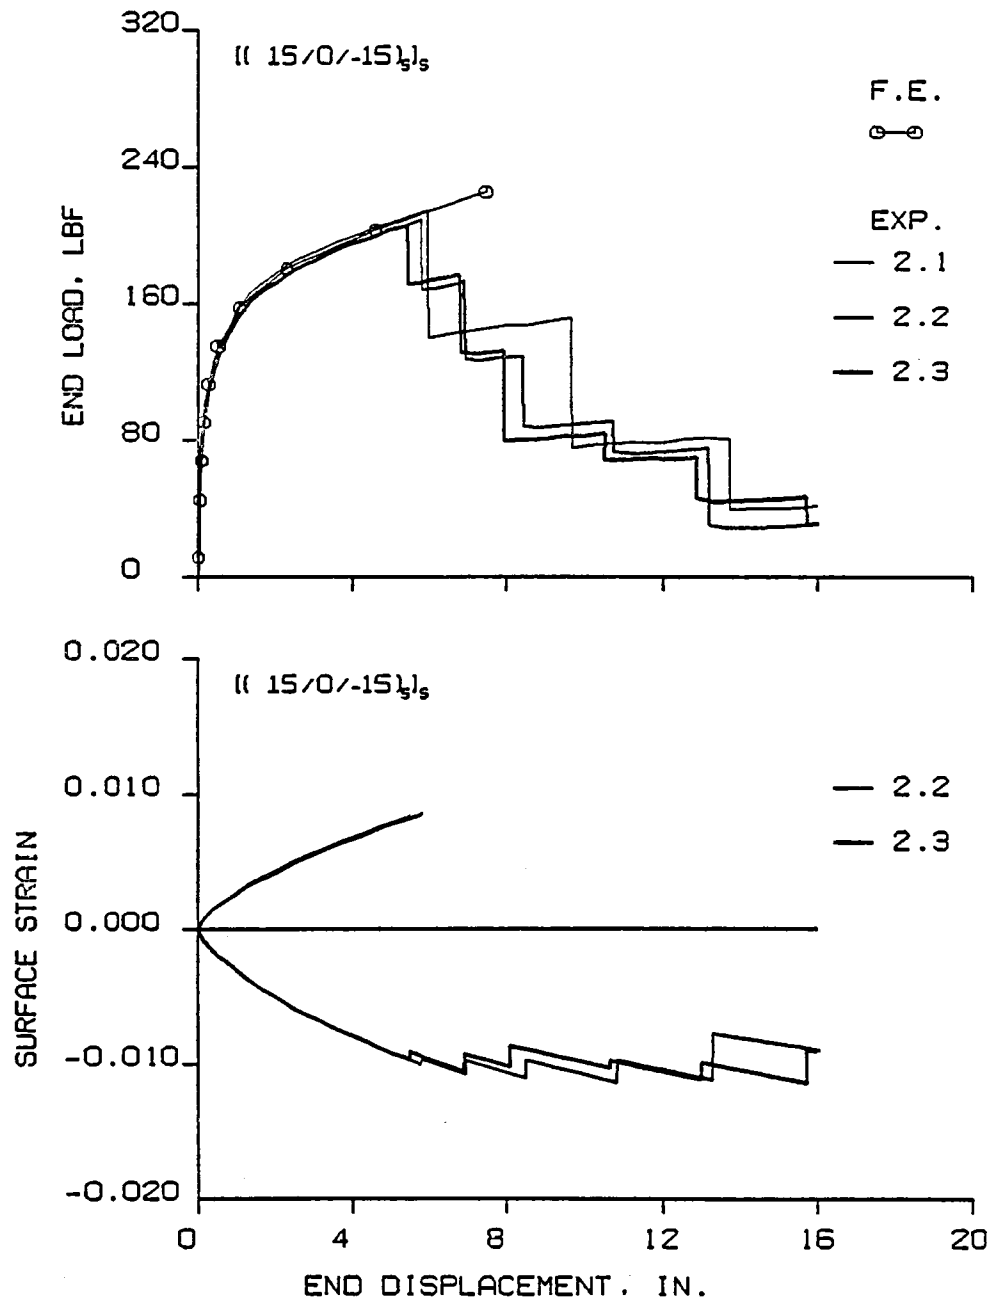 320
[( 15/0/-15)s]s
F.E.
240
EXP.
2.1
160
2.2
2.3
80
0
END LOAD, LBF
0.020
[( 15/0/-15)s]s
0.010
2.2
2.3
0.000
-0.010
-0.020
SURFACE STRAIN
0 4 8 12 16 20
END DISPLACEMENT, IN.